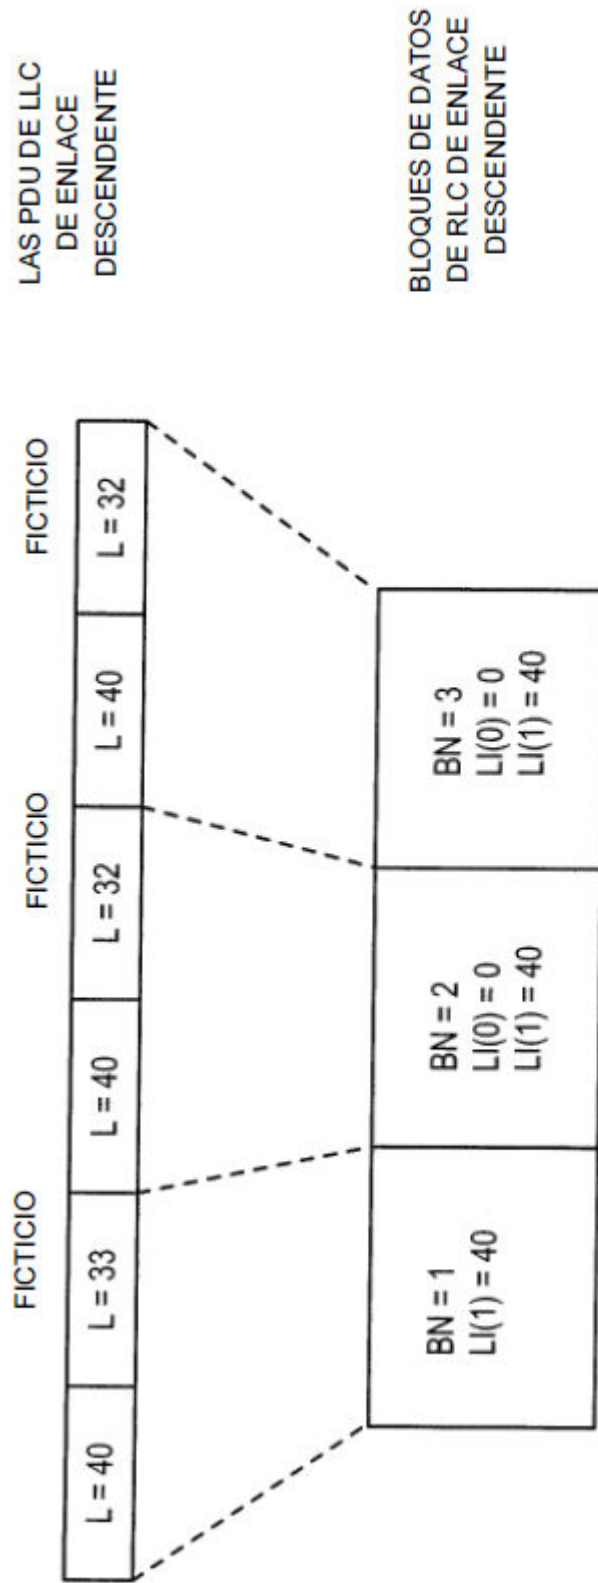 LAS PDU DE LLC
DE ENLACE
DESCENDENTE
FICTICIO
FICTICIO
FICTICIO
L = 40
L = 33
L = 40
L = 32
L = 40
L = 32
BLOQUES DE DATOS
DE RLC DE ENLACE
DESCENDENTE
BN = 1
LI(1) = 40
BN = 2
LI(0) = 0
LI(1) = 40
BN = 3
LI(0) = 0
LI(1) = 40